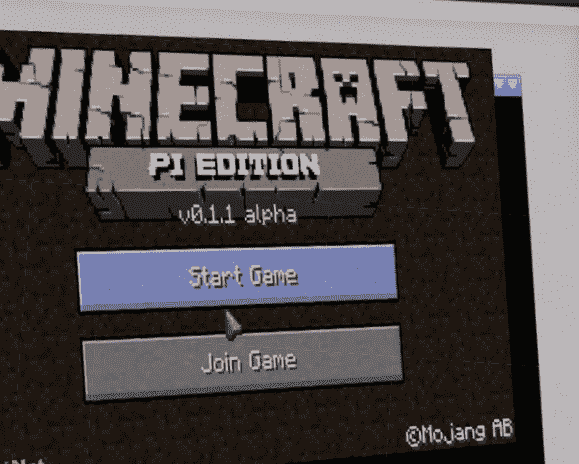 MINECRAFT
PI EDITION
v0.1.1 alpha
Start Game
Join Game
©Mojang AB